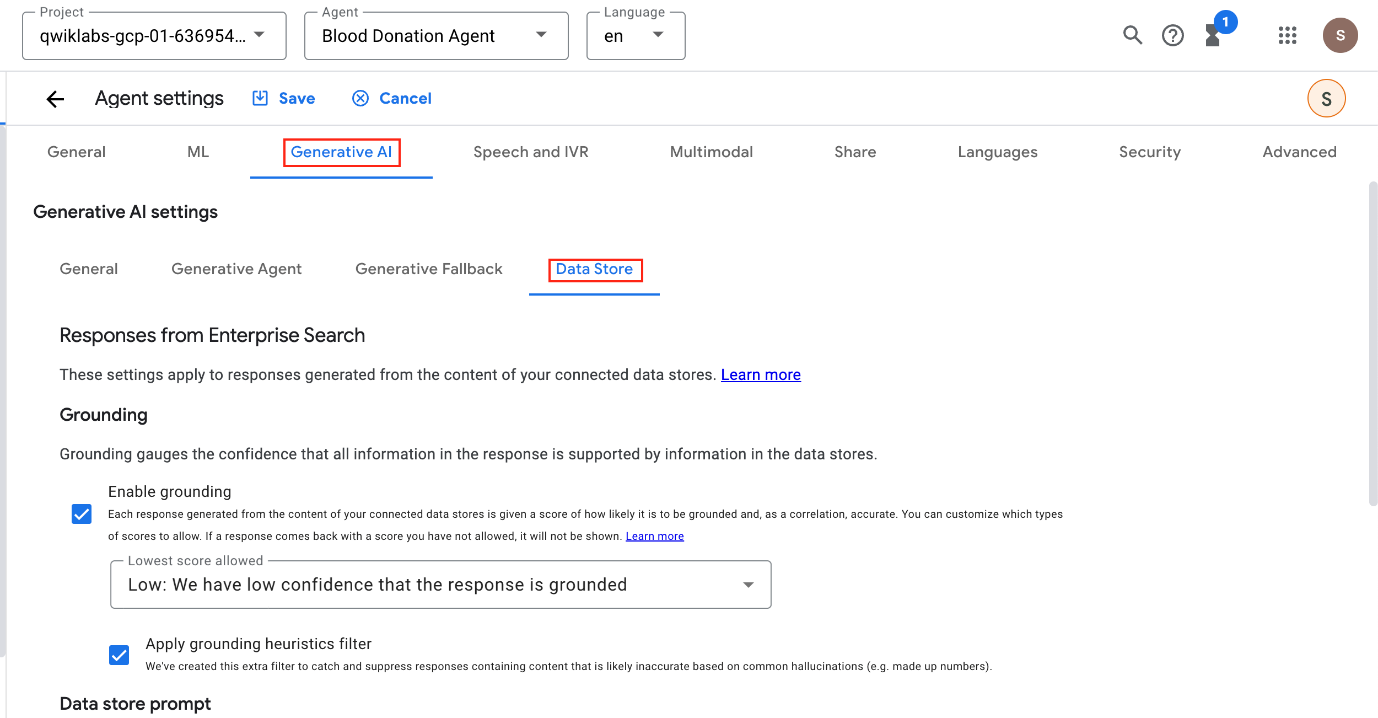 Project
qwiklabs-gcp-01-636954...
Agent
Blood Donation Agent
Language
en
1
S
Agent settings
Save
Cancel
S
General
ML
Generative AI
Speech and IVR
Multimodal
Share
Languages
Security
Advanced
Generative AI settings
General
Generative Agent
Generative Fallback
Data Store
Responses from Enterprise Search
These settings apply to responses generated from the content of your connected data stores. Learn more
Grounding
Grounding gauges the confidence that all information in the response is supported by information in the data stores.
Enable grounding
Each response generated from the content of your connected data stores is given a score of how likely it is to be grounded and, as a correlation, accurate. You can customize which types
of scores to allow. If a response comes back with a score you have not allowed, it will not be shown. Learn more
Lowest score allowed
Low: We have low confidence that the response is grounded
Apply grounding heuristics filter
We've created this extra filter to catch and suppress responses containing content that is likely inaccurate based on common hallucinations (e.g. made up numbers).
Data store prompt